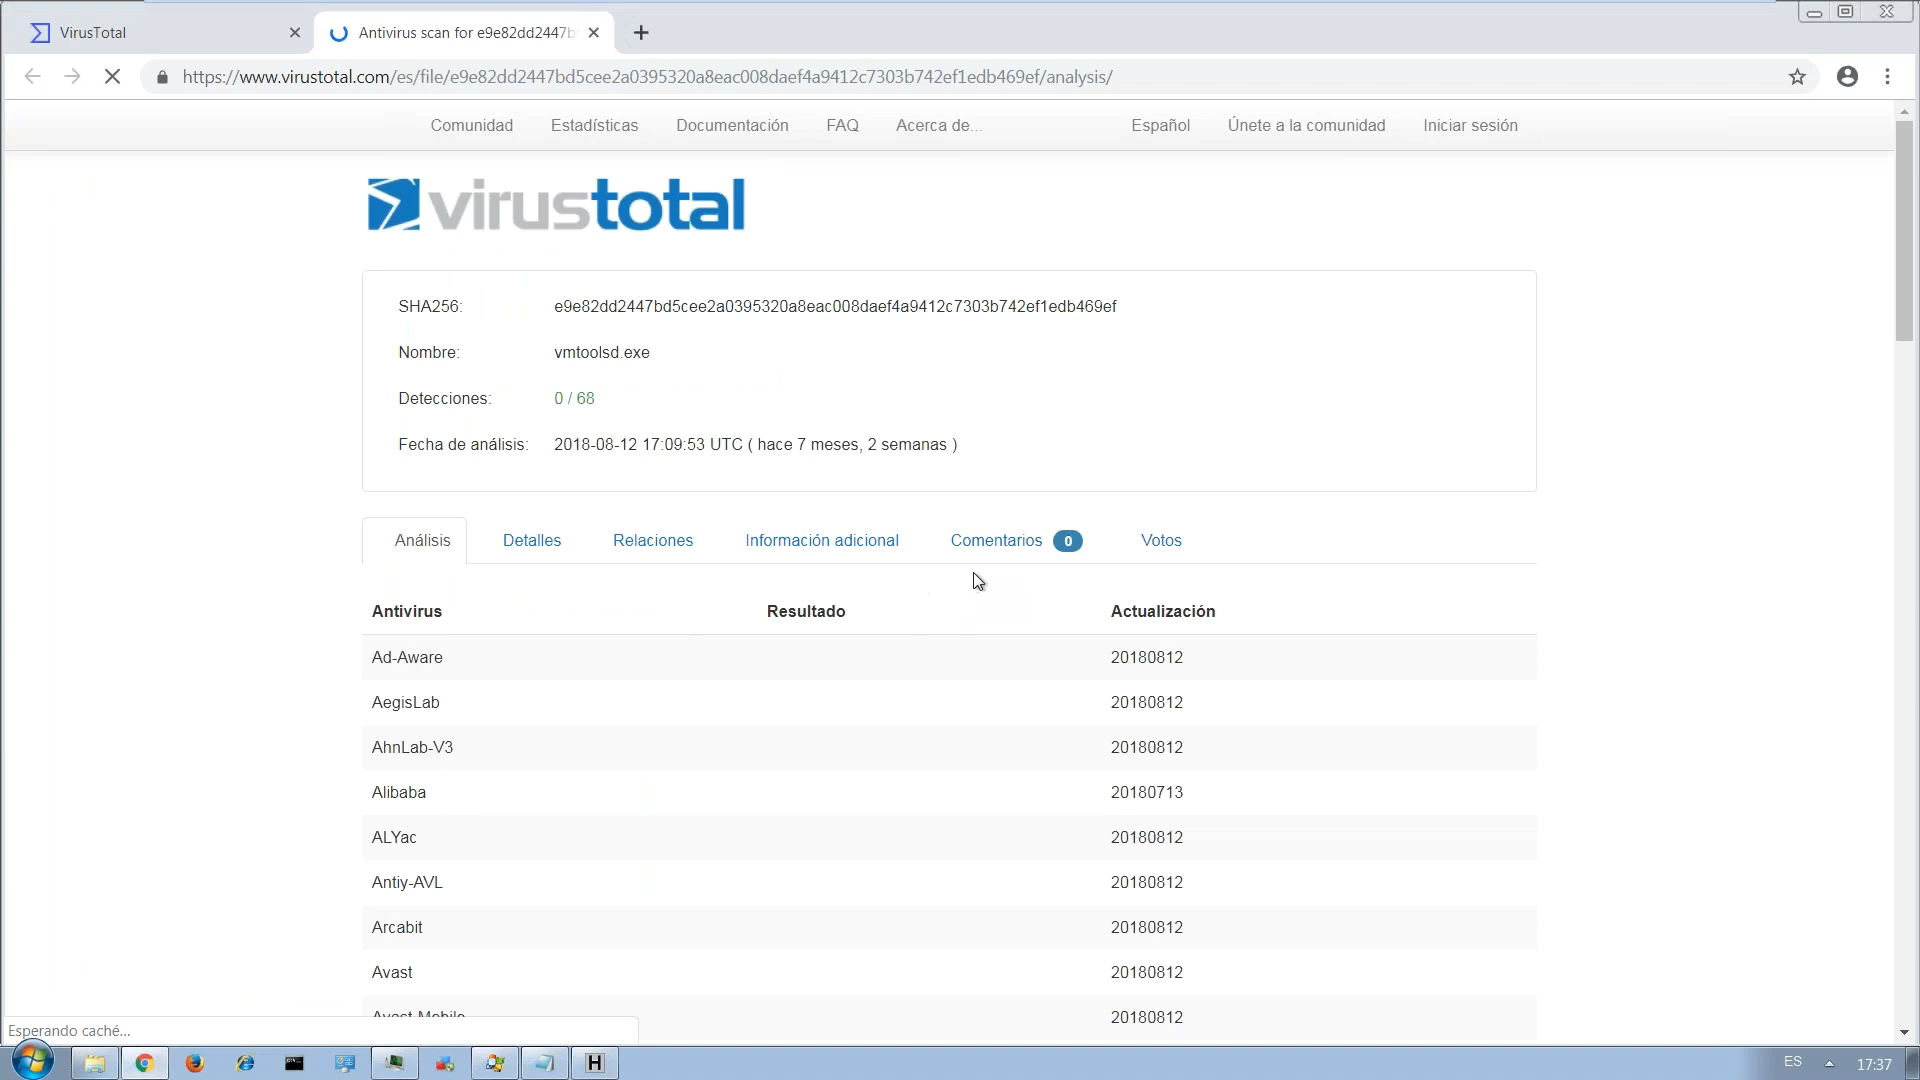 VirusTotal
Antivirus scan for e9e82dd2447b
https://www.virustotal.com/es/file/e9e82dd2447bd5cee2a0395320a8eac008daef4a9412c7303b742ef1edb469ef/analysis/
Comunidad Estadísticas Documentación FAQ Acerca de... Español Únete a la comunidad Iniciar sesión
virustotal
SHA256: e9e82dd2447bd5cee2a0395320a8eac008daef4a9412c7303b742ef1edb469ef
Nombre: vmtoolsd.exe
Detecciones: 0 / 68
Fecha de análisis: 2018-08-12 17:09:53 UTC ( hace 7 meses, 2 semanas )
Análisis Detalles Relaciones Información adicional Comentarios 0 Votos
Antivirus Resultado Actualización
Ad-Aware 20180812
AegisLab 20180812
AhnLab-V3 20180812
Alibaba 20180713
ALYac 20180812
Antiy-AVL 20180812
Arcabit 20180812
Avast 20180812
Avast-Mobile 20180812
Esperando caché...
H ES 17:37